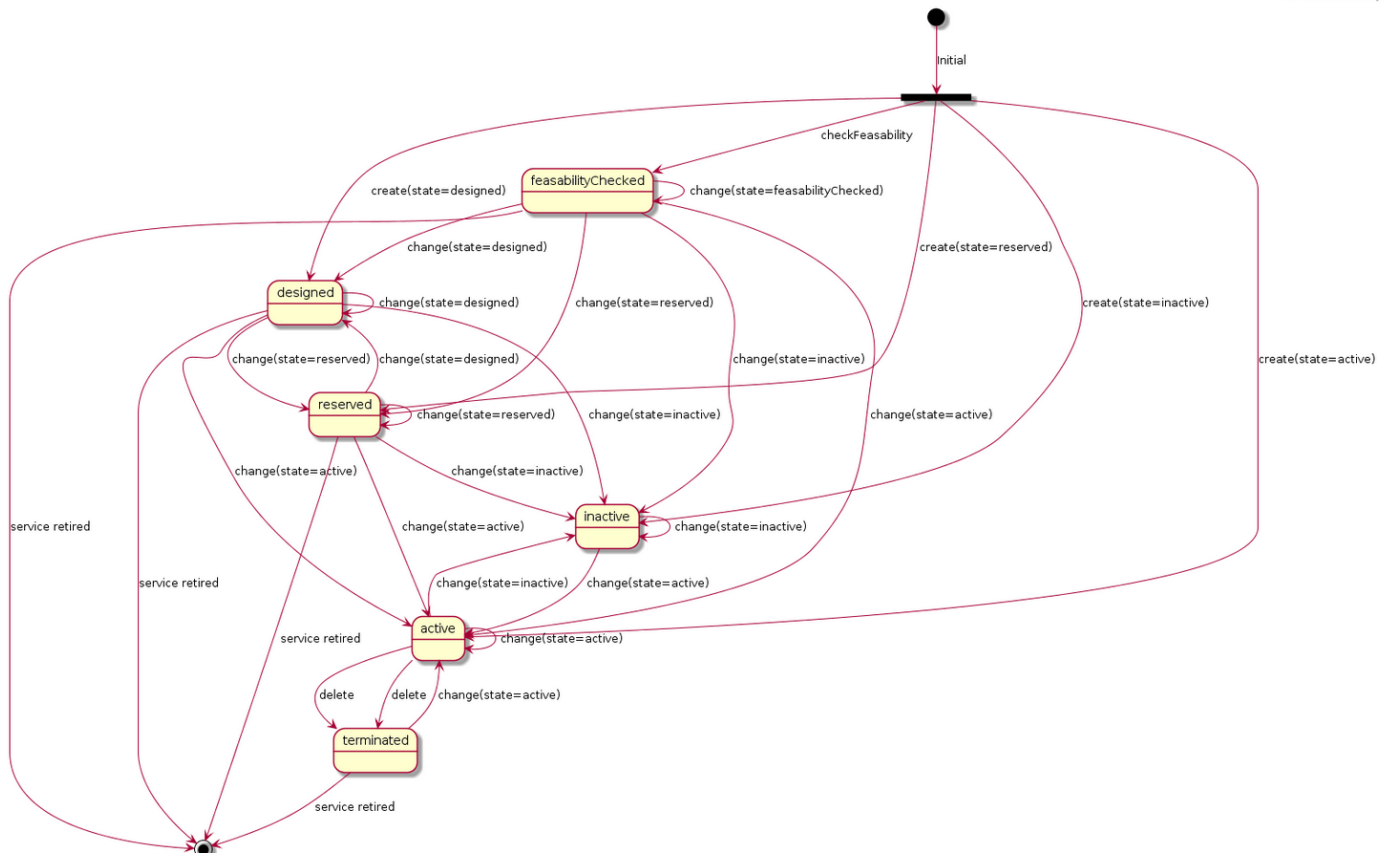 Initial
checkFeasability
feasabilityChecked
create(state=designed)
change(state=feasabilityChecked)
change(state=designed)
create(state=reserved)
designed
change(state=designed)
change(state=reserved)
create(state=inactive)
change(state=reserved)
change(state=designed)
change(state=inactive)
create(state=active)
reserved
change(state=reserved)
change(state=inactive)
change(state=active)
change(state=active)
change(state=inactive)
inactive
service retired
change(state=active)
change(state=inactive)
service retired
change(state=inactive)
change(state=active)
active
service retired
change(state=active)
delete
delete
change(state=active)
terminated
service retired